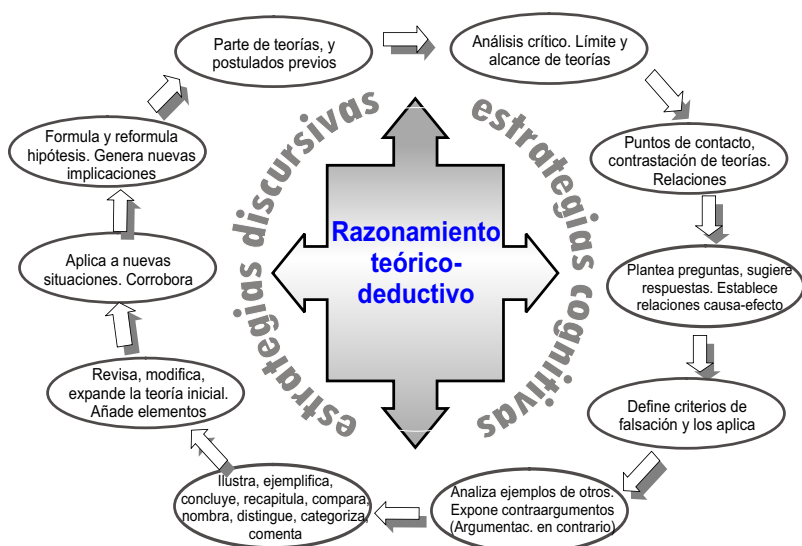 Parte de teorías, y
postulados previos
Análisis crítico. Límite y
alcance de teorías
Puntos de contacto,
contrastación de teorías.
Relaciones
Plantea preguntas, sugiere
respuestas. Establece
relaciones causa-efecto
Define criterios de
falsación y los aplica
Analiza ejemplos de otros.
Expone contraargumentos
(Argumentac. en contrario)
Ilustra, ejemplifica,
concluye, recapitula, compara,
nombra, distingue, categoriza,
comenta
Revisa, modifica,
expande la teoría inicial.
Añade elementos
Aplica a nuevas
situaciones. Corrobora
Formula y reformula
hipótesis. Genera nuevas
implicaciones
estrategias discursivas
estrategias cognitivas
Razonamiento
teórico-
deductivo